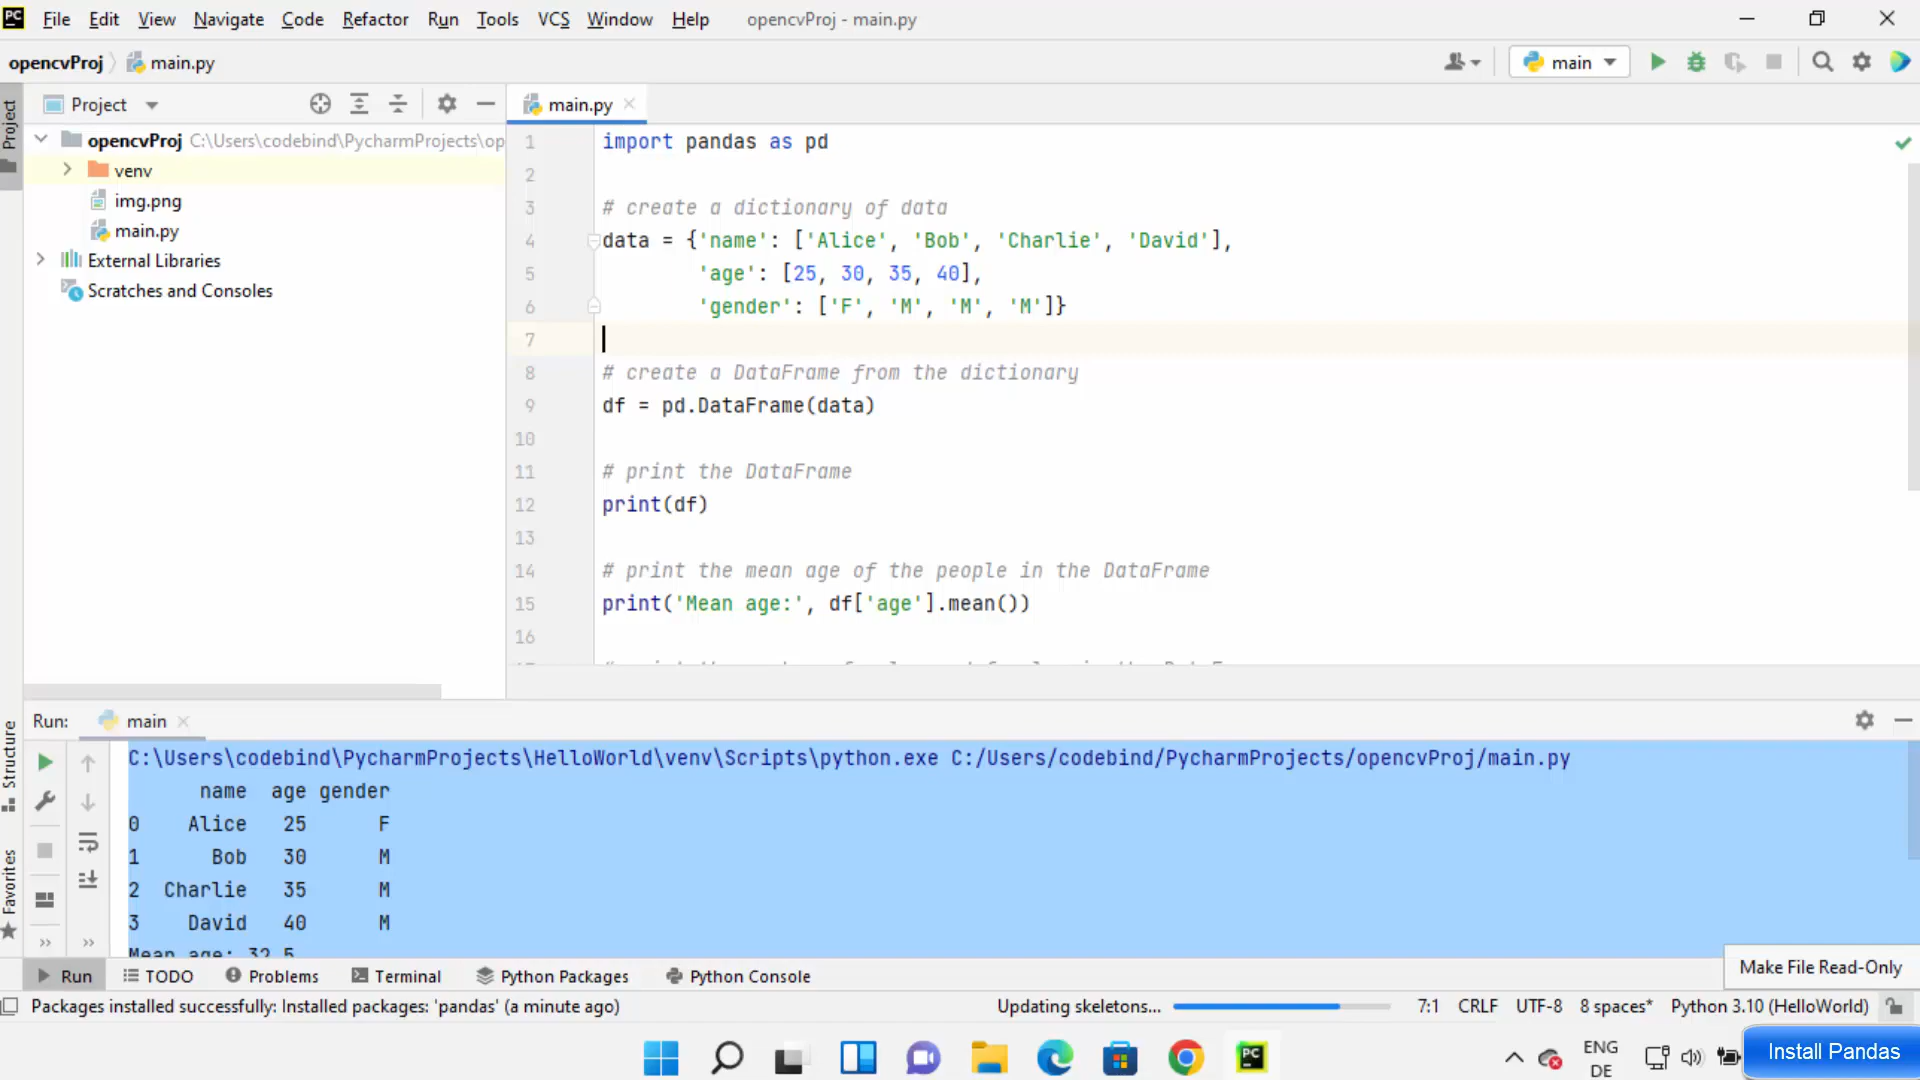 PC File Edit View Navigate Code Refactor Run Tools VCS Window Help opencvProj - main.py
opencvProj main.py main
Project
Project main.py
opencvProj C:\Users\codebind\PycharmProjects\op
venv
img.png
main.py
External Libraries
Scratches and Consoles
1 import pandas as pd
2
3 # create a dictionary of data
4 data = {'name': ['Alice', 'Bob', 'Charlie', 'David'],
5 'age': [25, 30, 35, 40],
6 'gender': ['F', 'M', 'M', 'M']}
7
8 # create a DataFrame from the dictionary
9 df = pd.DataFrame(data)
10
11 # print the DataFrame
12 print(df)
13
14 # print the mean age of the people in the DataFrame
15 print('Mean age:', df['age'].mean())
16
Run: main
Structure
Favorites
C:\Users\codebind\PycharmProjects\HelloWorld\venv\Scripts\python.exe C:/Users/codebind/PycharmProjects/opencvProj/main.py
name age gender
0 Alice 25 F
1 Bob 30 M
2 Charlie 35 M
3 David 40 M
Mean age: 32.5
Make File Read-Only
Run TODO Problems Terminal Python Packages Python Console
Packages installed successfully: Installed packages: 'pandas' (a minute ago) Updating skeletons... 7:1 CRLF UTF-8 8 spaces* Python 3.10 (HelloWorld)
PC
ENG
DE
Install Pandas